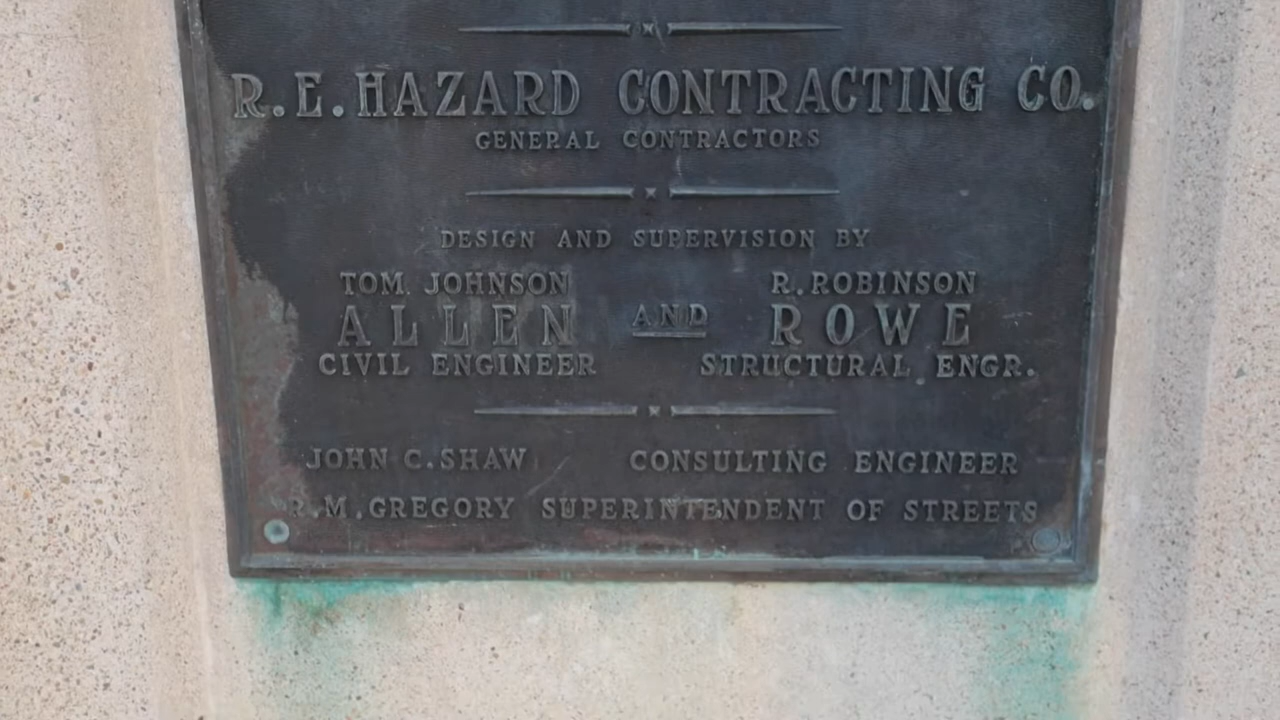 R.E. HAZARD CONTRACTING CO.
GENERAL CONTRACTORS
DESIGN AND SUPERVISION BY
TOM. JOHNSON R. ROBINSON
ALLEN AND ROWE
CIVIL ENGINEER STRUCTURAL ENGR.
JOHN C. SHAW CONSULTING ENGINEER
R.M. GREGORY SUPERINTENDENT OF STREETS